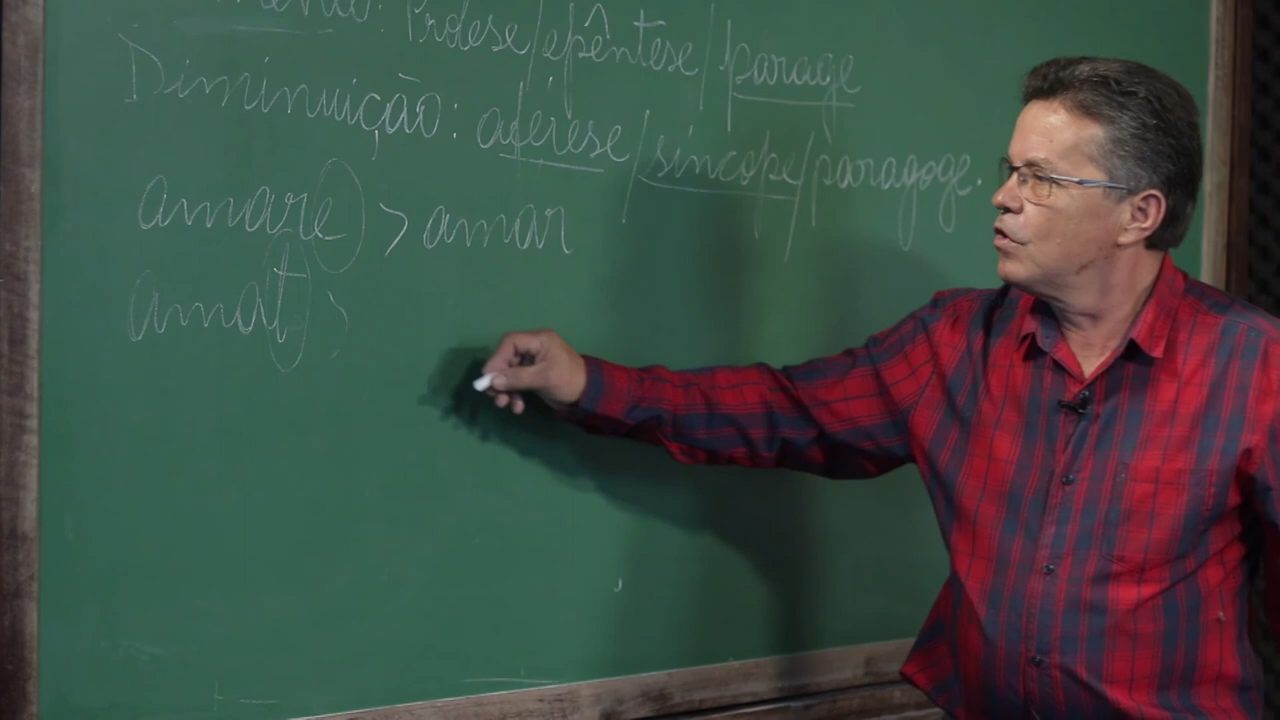 : Prótese/epêntese/parage
Diminuição: aférese/síncope/paragoge.
amare > amar
amat >